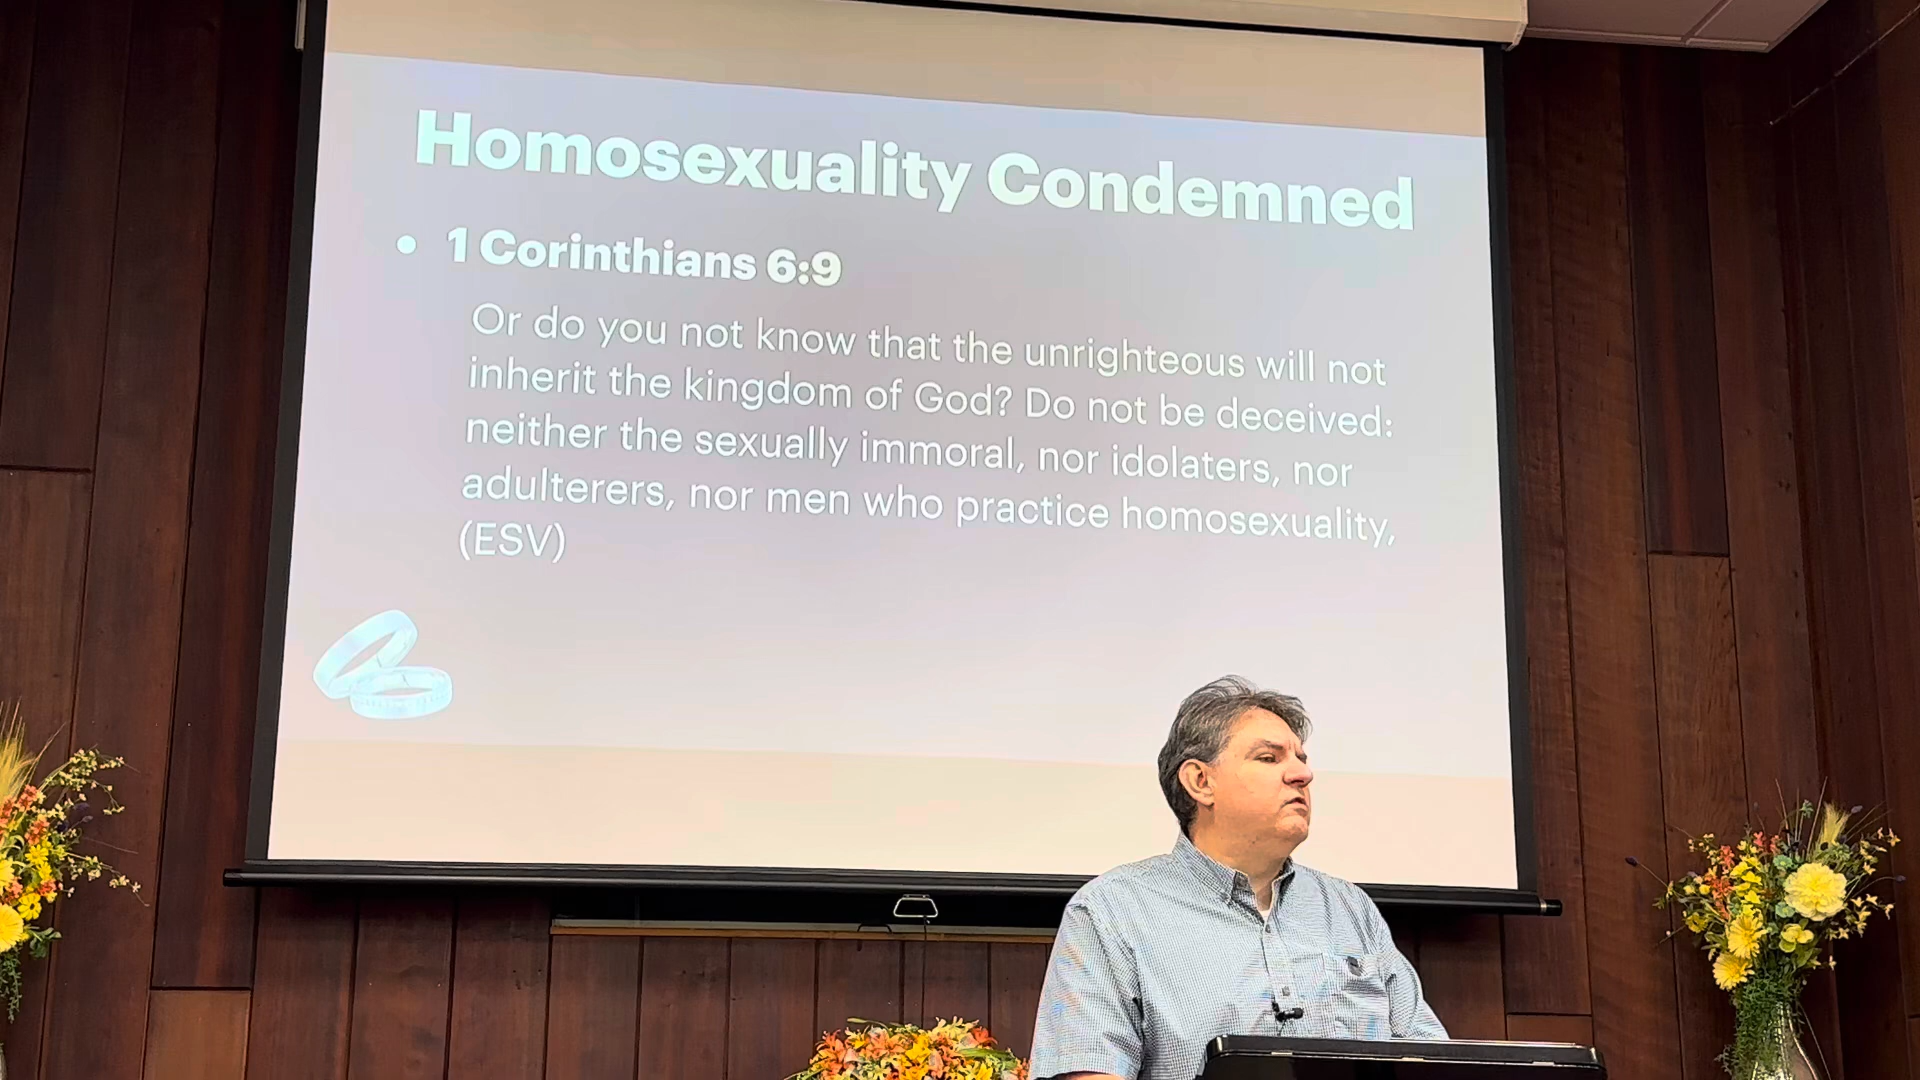 Homosexuality Condemned
• 1 Corinthians 6:9
Or do you not know that the unrighteous will not
inherit the kingdom of God? Do not be deceived:
neither the sexually immoral, nor idolaters, nor
adulterers, nor men who practice homosexuality,
(ESV)